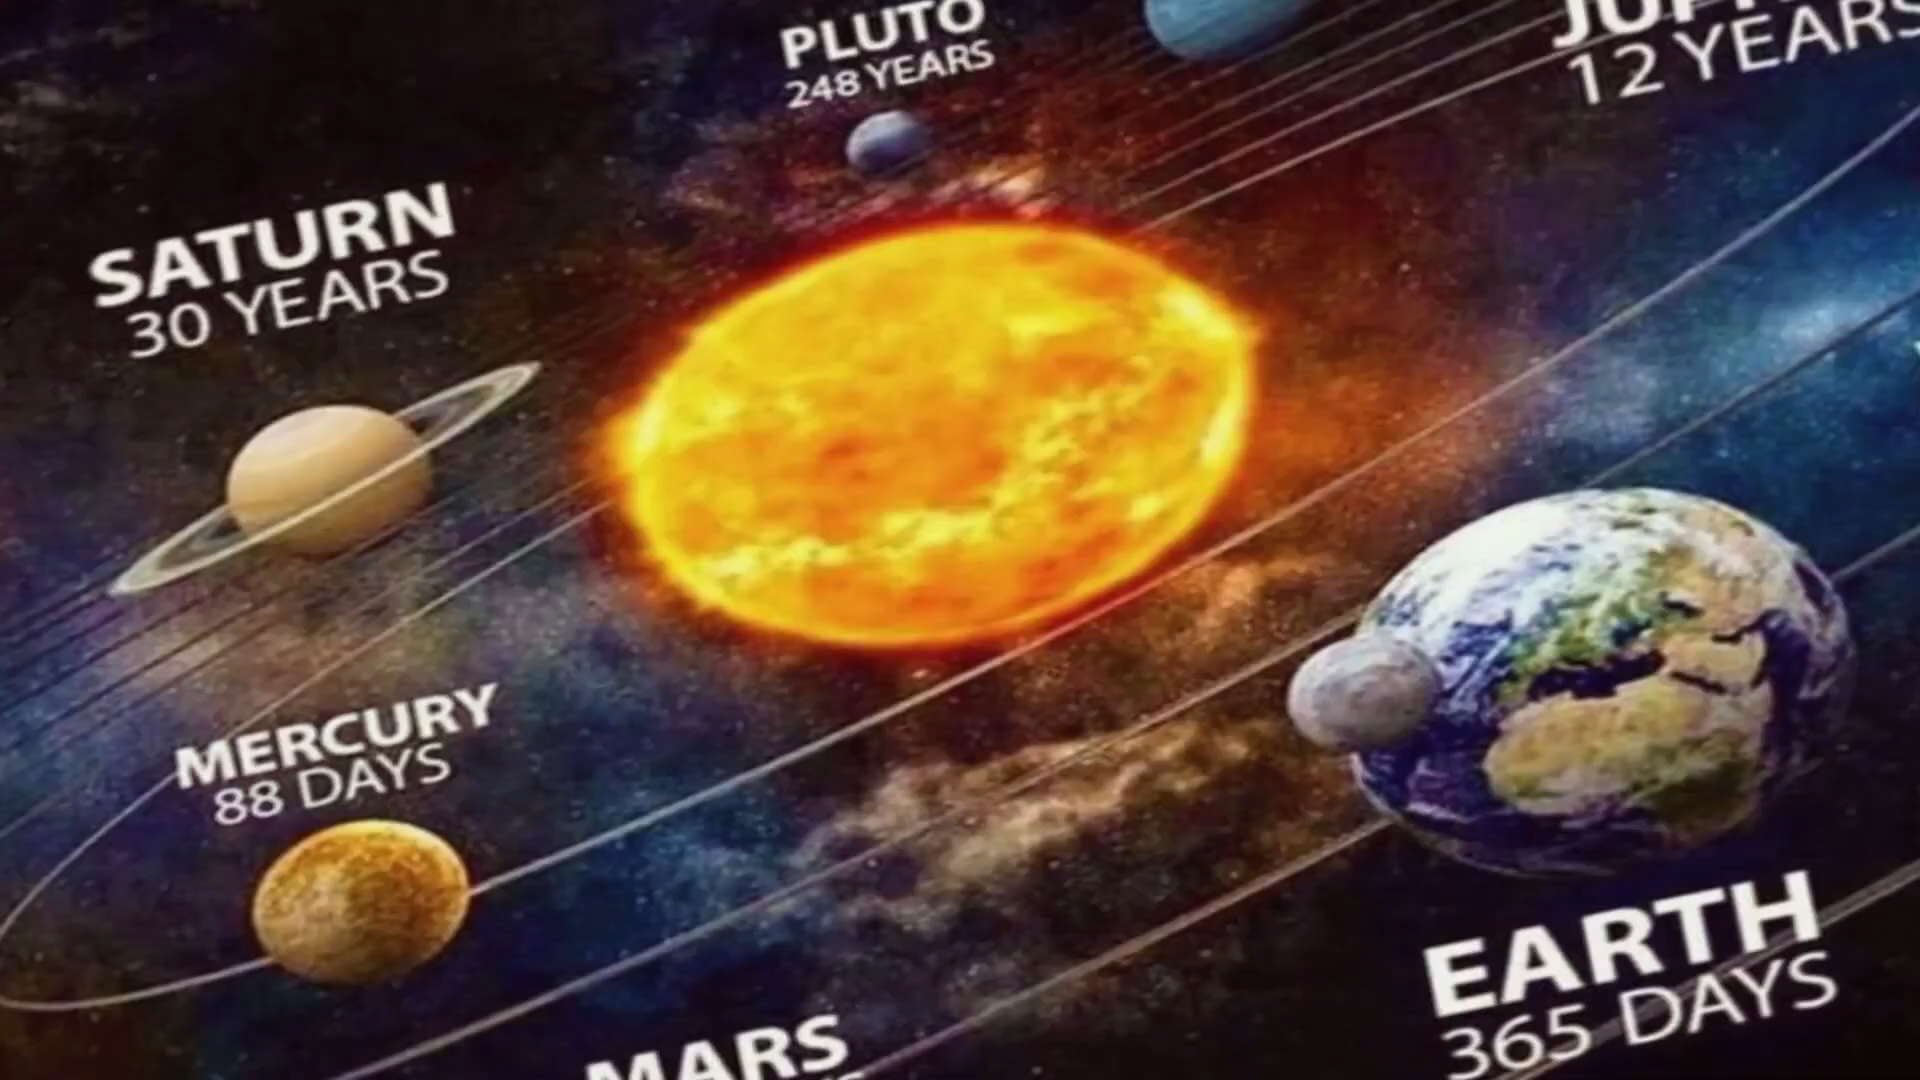 PLUTO
248 YEARS
12 YEARS
SATURN
30 YEARS
MERCURY
88 DAYS
EARTH
365 DAYS
MARS